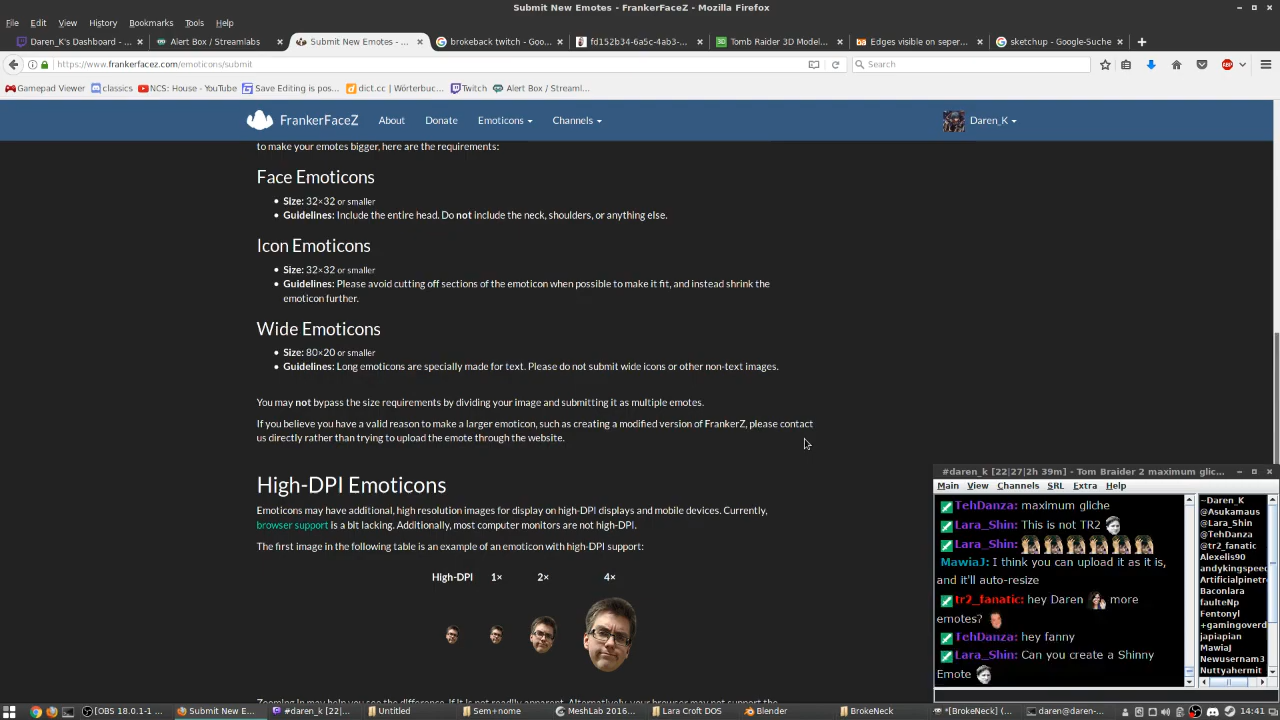 Submit New Emotes - FrankerFaceZ - Mozilla Firefox
File Edit View History Bookmarks Tools Help
Daren_K's Dashboard - ... × Alert Box / Streamlabs × Submit New Emotes - ... × brokeback twitch - Goo... × fd152b34-6a5c-4ab3-... × Tomb Raider 3D Model... × Edges visible on seper... × sketchup - Google-Suche ×
https://www.frankerfacez.com/emoticons/submit Search
Gamepad Viewer classics NCS: House - YouTube Save Editing is pos... dict.cc / Wörterbuc... Twitch Alert Box / Streaml...
FrankerFaceZ About Donate Emoticons Channels Daren_K
to make your emotes bigger, here are the requirements:
Face Emoticons
• Size: 32×32 or smaller
• Guidelines: Include the entire head. Do not include the neck, shoulders, or anything else.
Icon Emoticons
• Size: 32×32 or smaller
• Guidelines: Please avoid cutting off sections of the emoticon when possible to make it fit, and instead shrink the
emoticon further.
Wide Emoticons
• Size: 80×20 or smaller
• Guidelines: Long emoticons are specially made for text. Please do not submit wide icons or other non-text images.
You may not bypass the size requirements by dividing your image and submitting it as multiple emotes.
If you believe you have a valid reason to make a larger emoticon, such as creating a modified version of FrankerZ, please contact
us directly rather than trying to upload the emote through the website.
High-DPI Emoticons
Emoticons may have additional, high resolution images for display on high-DPI displays and mobile devices. Currently,
browser support is a bit lacking. Additionally, most computer monitors are not high-DPI.
The first image in the following table is an example of an emoticon with high-DPI support:
High-DPI 1× 2× 4×
#daren_k [22|27|2h 39m] - Tom Braider 2 maximum glic...
Main View Channels SRL Extra Help
TehDanza: maximum gliche
Lara_Shin: This is not TR2
Lara_Shin:
MawiaJ: I think you can upload it as it is,
and it'll auto-resize
tr2_fanatic: hey Daren more
emotes?
TehDanza: hey fanny
Lara_Shin: Can you create a Shinny
Emote
~Daren_K
@Asukamaus
@Lara_Shin
@TehDanza
@tr2_fanatic
Alexelis90
andykingspeed
Artificialpinetr
Baconlara
faulteNp
Fentonyl
+gamingoverd
japiapian
MawiaJ
Newusernam3
Nuttyahermit
[OBS 18.0.1-1 ... Submit New E... #daren_k [22|... Untitled Sem+nome MeshLab 2016... Lara Croft DOS Blender BrokeNeck *[BrokeNeck] (... daren@daren-... 14:41